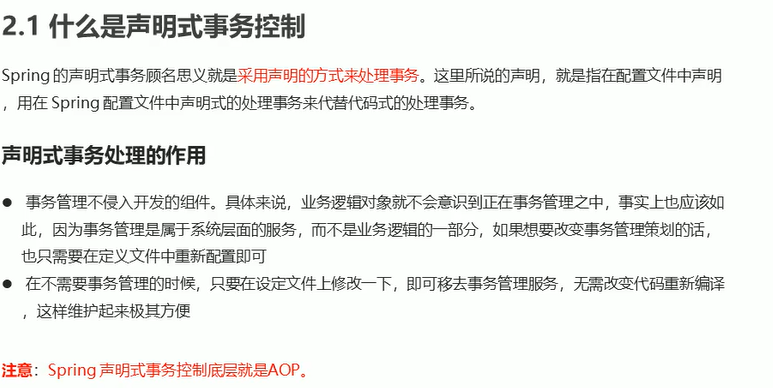 2.1 什么是声明式事务控制
Spring 的声明式事务顾名思义就是采用声明的方式来处理事务。这里所说的声明，就是指在配置文件中声明
，用在 Spring 配置文件中声明式的处理事务来代替代码式的处理事务。
声明式事务处理的作用
● 事务管理不侵入开发的组件。具体来说，业务逻辑对象就不会意识到正在事务管理之中，事实上也应该如
此，因为事务管理是属于系统层面的服务，而不是业务逻辑的一部分，如果想要改变事务管理策划的话，
也只需要在定义文件中重新配置即可
● 在不需要事务管理的时候，只要在设定文件上修改一下，即可移去事务管理服务，无需改变代码重新编译
，这样维护起来极其方便
注意：Spring 声明式事务控制底层就是AOP。